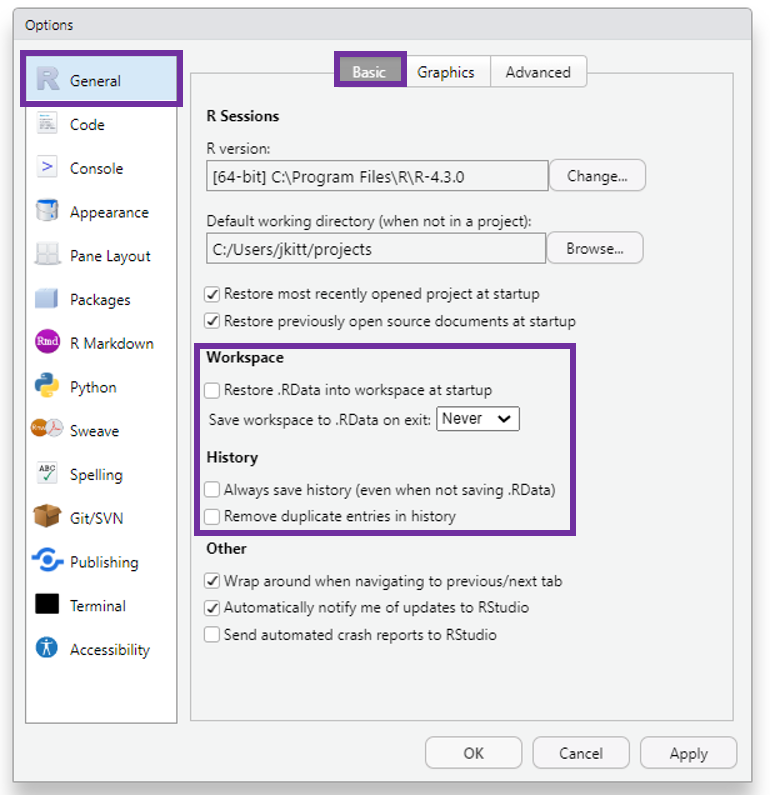 Options
General
Code
Console
Appearance
Pane Layout
Packages
Rmd
R Markdown
Python
Sweave
ABC
Spelling
Git/SVN
Publishing
Terminal
Accessibility
Basic Graphics Advanced
R Sessions
R version:
[64-bit] C:\Program Files\R\R-4.3.0 Change...
Default working directory (when not in a project):
C:/Users/jkitt/projects Browse...
Restore most recently opened project at startup
Restore previously open source documents at startup
Workspace
Restore .RData into workspace at startup
Save workspace to .RData on exit: Never
History
Always save history (even when not saving .RData)
Remove duplicate entries in history
Other
Wrap around when navigating to previous/next tab
Automatically notify me of updates to RStudio
Send automated crash reports to RStudio
OK Cancel Apply